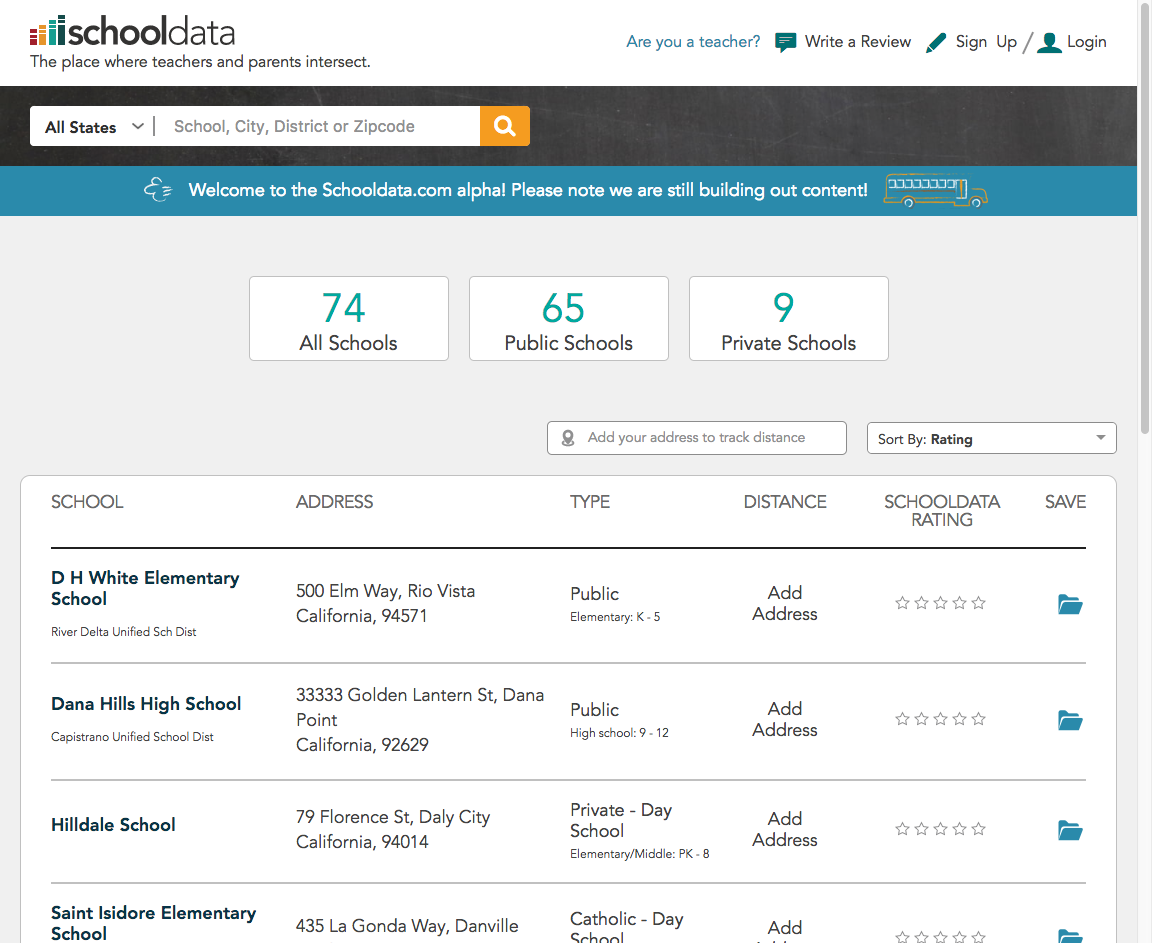 schooldata
The place where teachers and parents intersect.
Are you a teacher? Write a Review Sign Up / Login
All States School, City, District or Zipcode
Welcome to the Schooldata.com alpha! Please note we are still building out content!
74
All Schools
65
Public Schools
9
Private Schools
Add your address to track distance
Sort By: Rating
SCHOOL ADDRESS TYPE DISTANCE SCHOOLDATA SAVE
RATING
D H White Elementary
School
River Delta Unified Sch Dist
500 Elm Way, Rio Vista
California, 94571
Public
Elementary: K - 5
Add
Address
Dana Hills High School
Capistrano Unified School Dist
33333 Golden Lantern St, Dana
Point
California, 92629
Public
High school: 9 - 12
Add
Address
Hilldale School
79 Florence St, Daly City
California, 94014
Private - Day
School
Elementary/Middle: PK - 8
Add
Address
Saint Isidore Elementary
School
435 La Gonda Way, Danville
Catholic - Day
School
Add